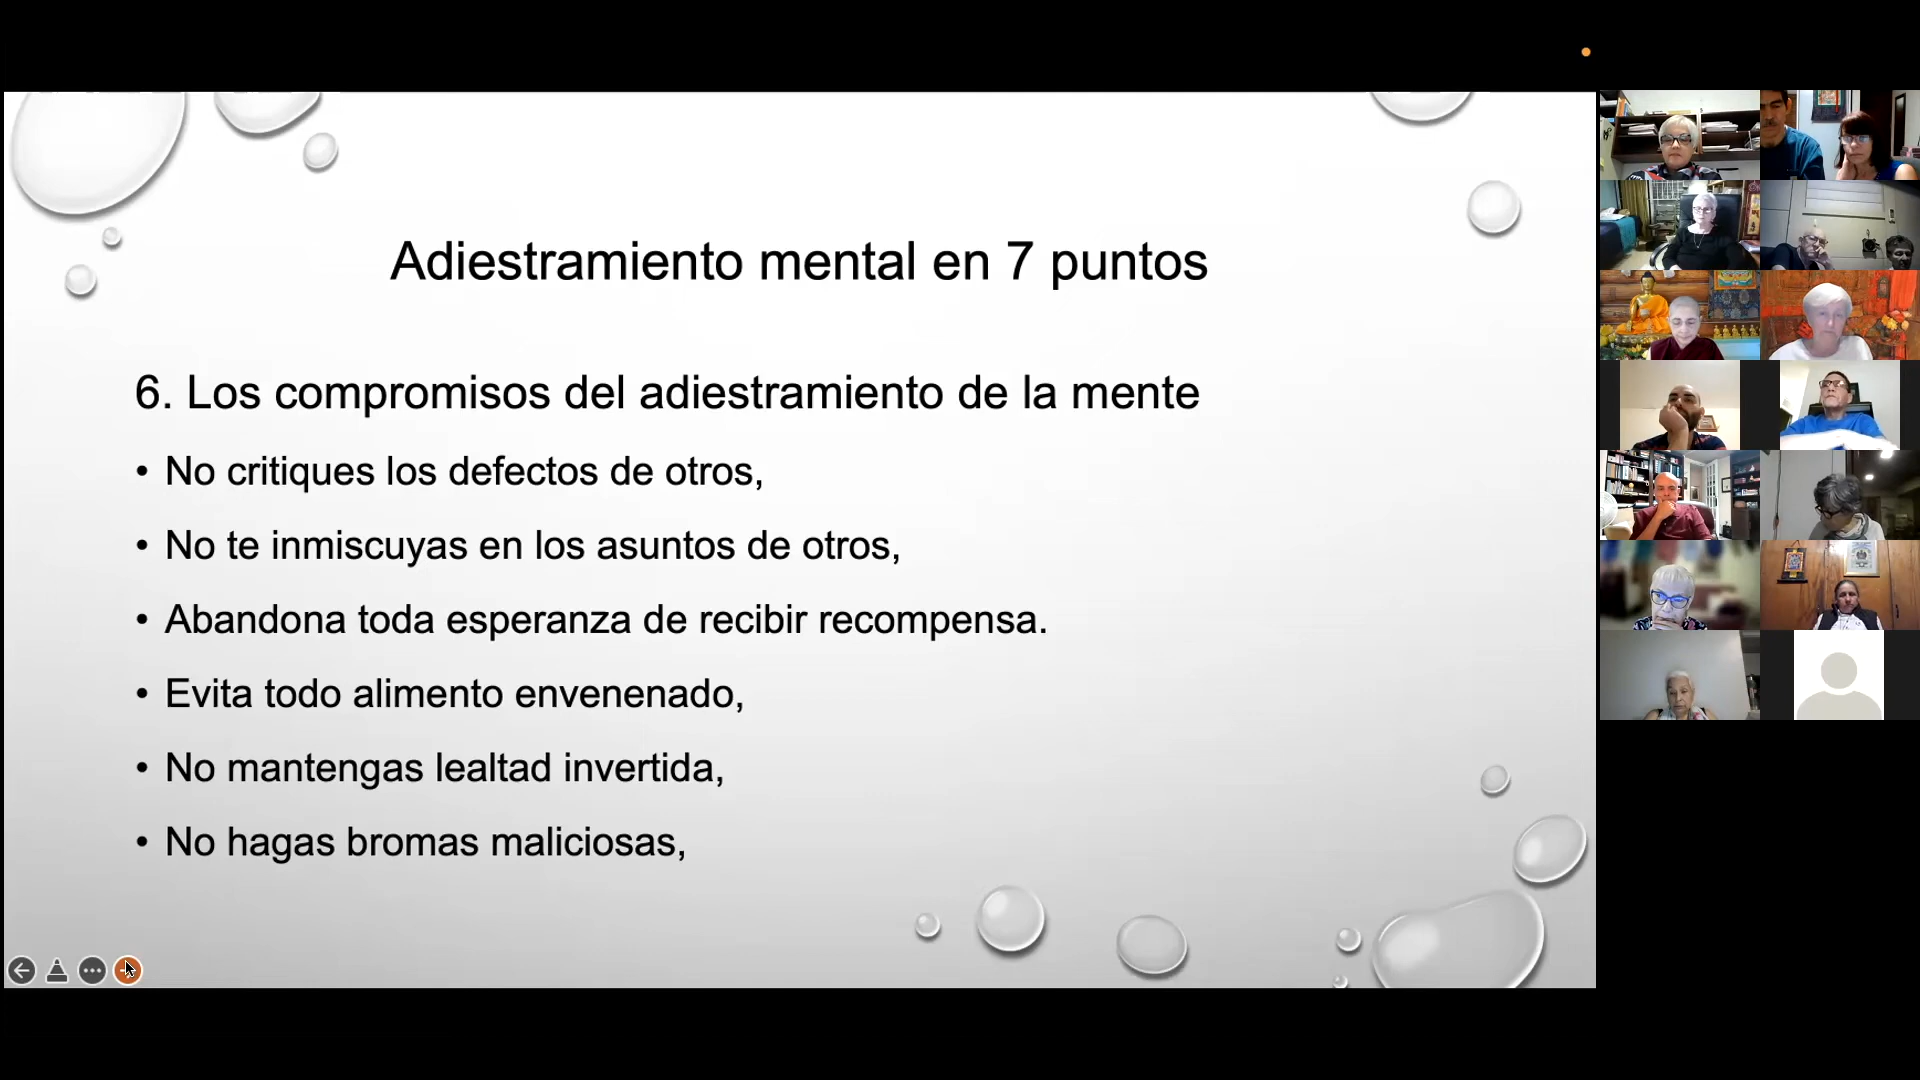 Adiestramiento mental en 7 puntos
6. Los compromisos del adiestramiento de la mente
• No critiques los defectos de otros,
• No te inmiscuyas en los asuntos de otros,
• Abandona toda esperanza de recibir recompensa.
• Evita todo alimento envenenado,
• No mantengas lealtad invertida,
• No hagas bromas maliciosas,